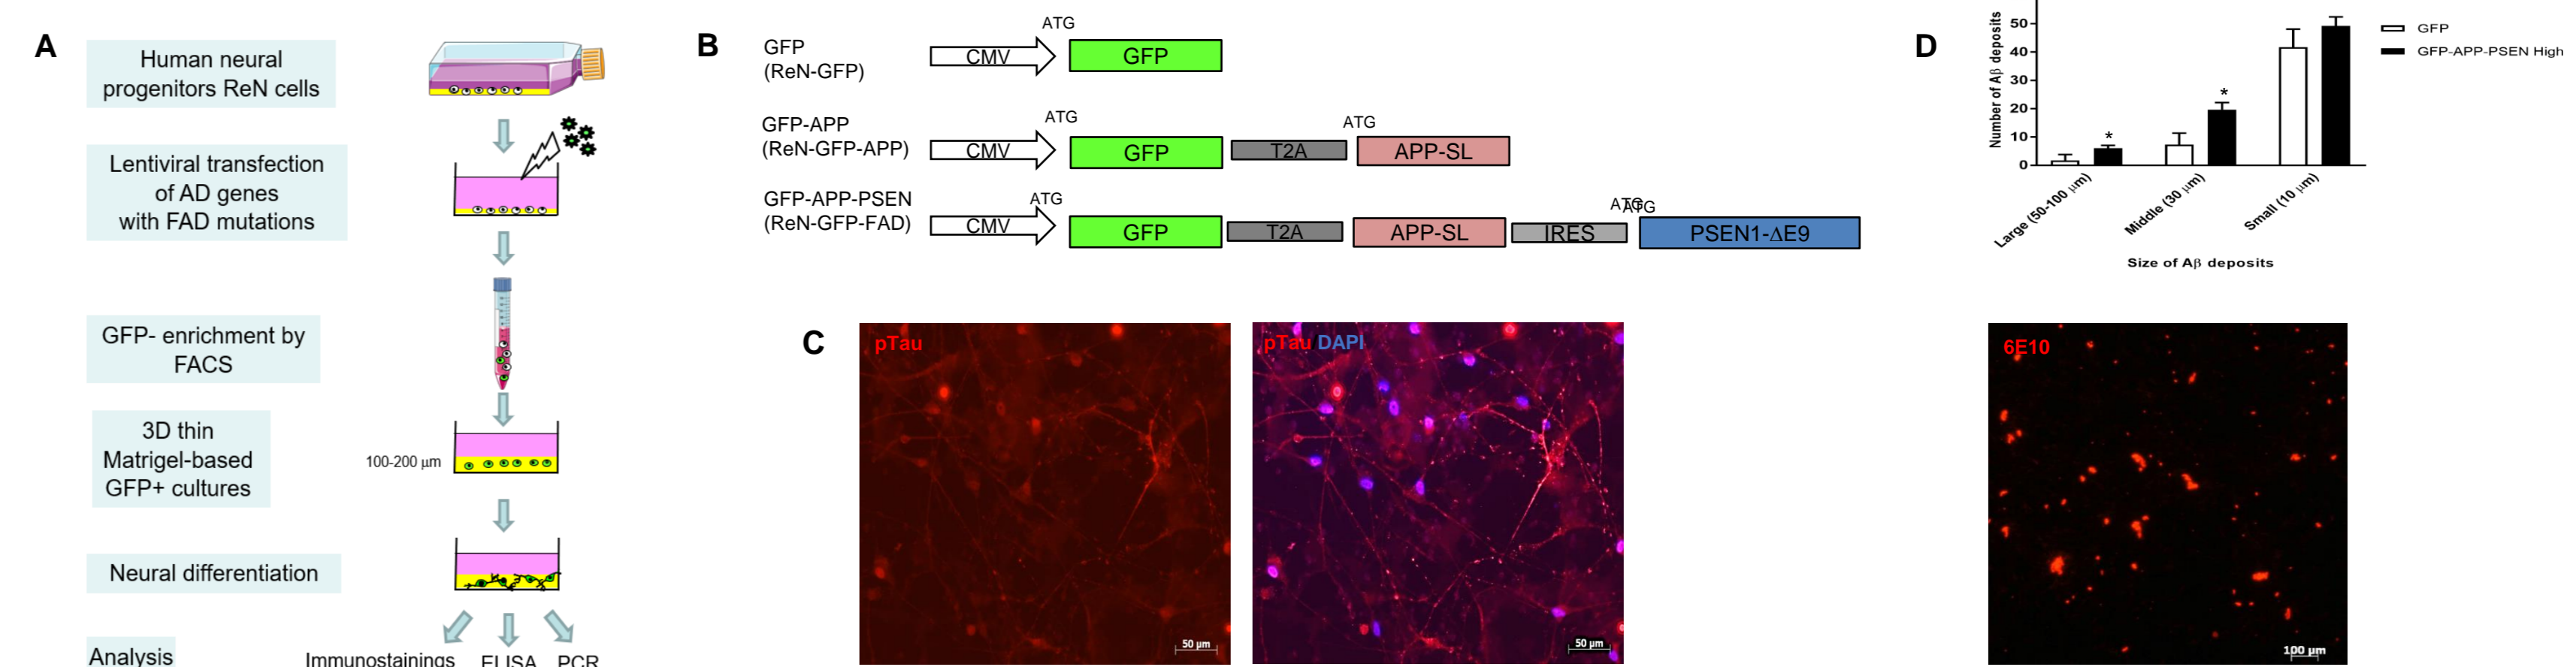 A
Human neural
progenitors ReN cells
Lentiviral transfection
of AD genes
with FAD mutations
GFP- enrichment by
FACS
3D thin
Matrigel-based
GFP+ cultures
100-200 μm
Neural differentiation
Analysis
Immunostainings ELISA PCR
B
GFP
(ReN-GFP)
ATG
CMV
GFP
GFP-APP
(ReN-GFP-APP)
ATG
CMV
GFP
T2A
ATG
APP-SL
GFP-APP-PSEN
(ReN-GFP-FAD)
ATG
CMV
GFP
T2A
APP-SL
IRES
ATG
ATG
PSEN1-ΔE9
C
pTau
50 μm
pTau DAPI
50 μm
D
Number of Aβ deposits
50
40
30
20
10
0
*
*
GFP
GFP-APP-PSEN High
Large (50-100 μm)
Middle (30 μm)
Small (10 μm)
Size of Aβ deposits
6E10
100 μm